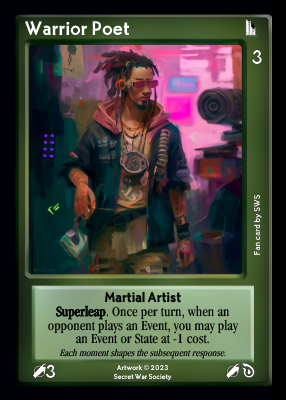 Warrior Poet
3
Fan card by SWS
Martial Artist
Superleap. Once per turn, when an
opponent plays an Event, you may play
an Event or State at -1 cost.
Each moment shapes the subsequent response.
3
Artwork © 2023
Secret War Society